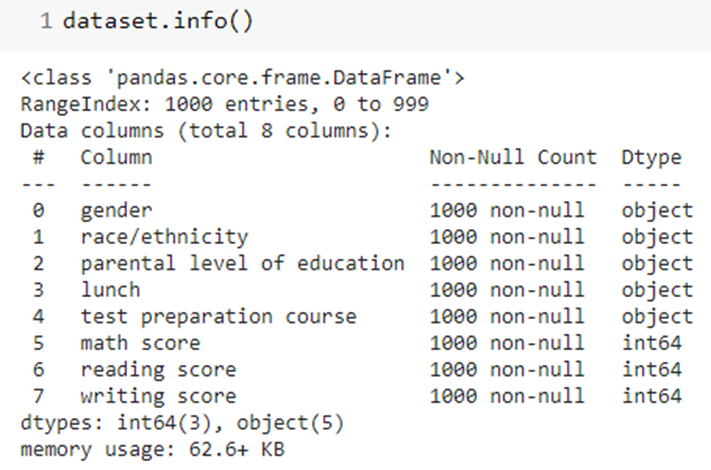 1 dataset.info()
<class 'pandas.core.frame.DataFrame'>
RangeIndex: 1000 entries, 0 to 999
Data columns (total 8 columns):
 #   Column                       Non-Null Count  Dtype
---  ------                       --------------  -----
 0   gender                       1000 non-null   object
 1   race/ethnicity               1000 non-null   object
 2   parental level of education  1000 non-null   object
 3   lunch                        1000 non-null   object
 4   test preparation course      1000 non-null   object
 5   math score                   1000 non-null   int64
 6   reading score                1000 non-null   int64
 7   writing score                1000 non-null   int64
dtypes: int64(3), object(5)
memory usage: 62.6+ KB